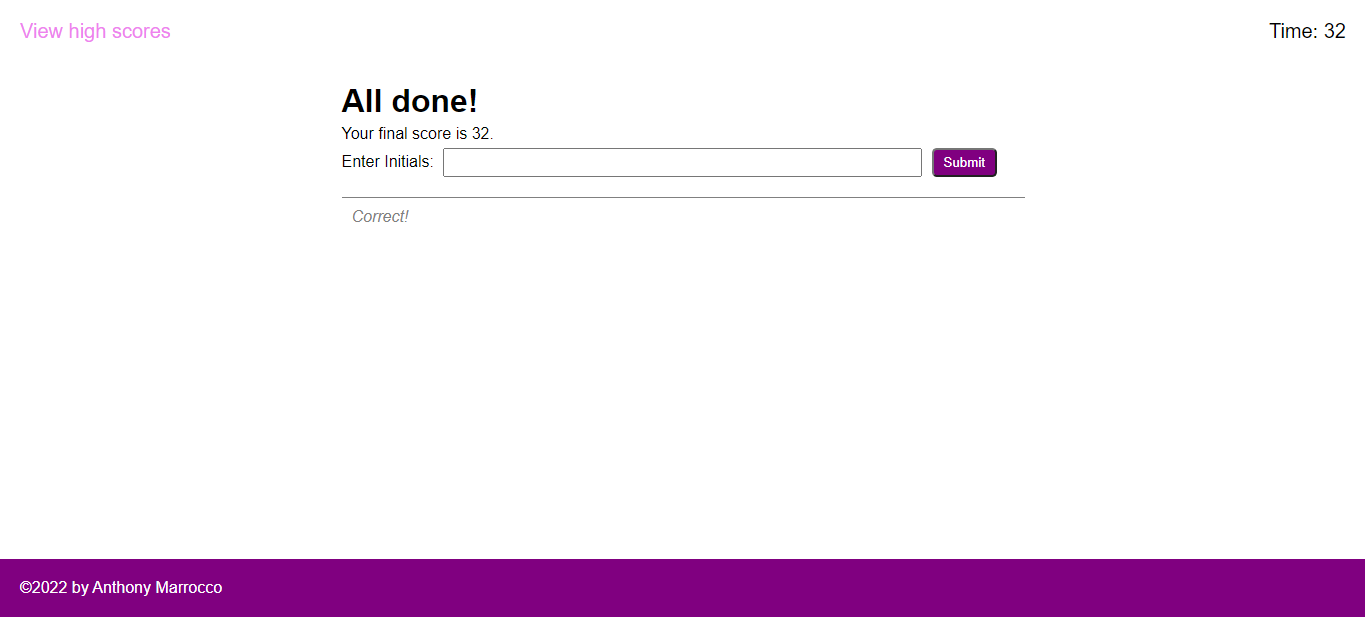 View high scores
Time: 32
All done!
Your final score is 32.
Enter Initials:
Submit
Correct!
©2022 by Anthony Marrocco